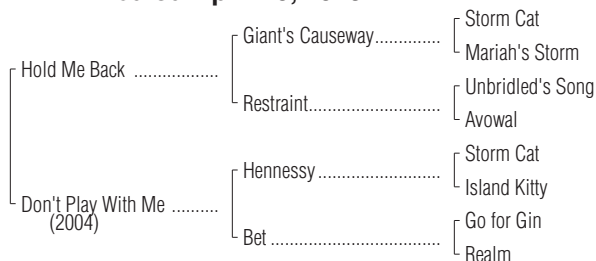 Storm Cat
Giant's Causeway..............
Mariah's Storm
Hold Me Back ..................
Unbridled's Song
Restraint............................
Avowal
Storm Cat
Hennessy..........................
Island Kitty
Don't Play With Me ..........
(2004)
Go for Gin
Bet ....................................
Realm